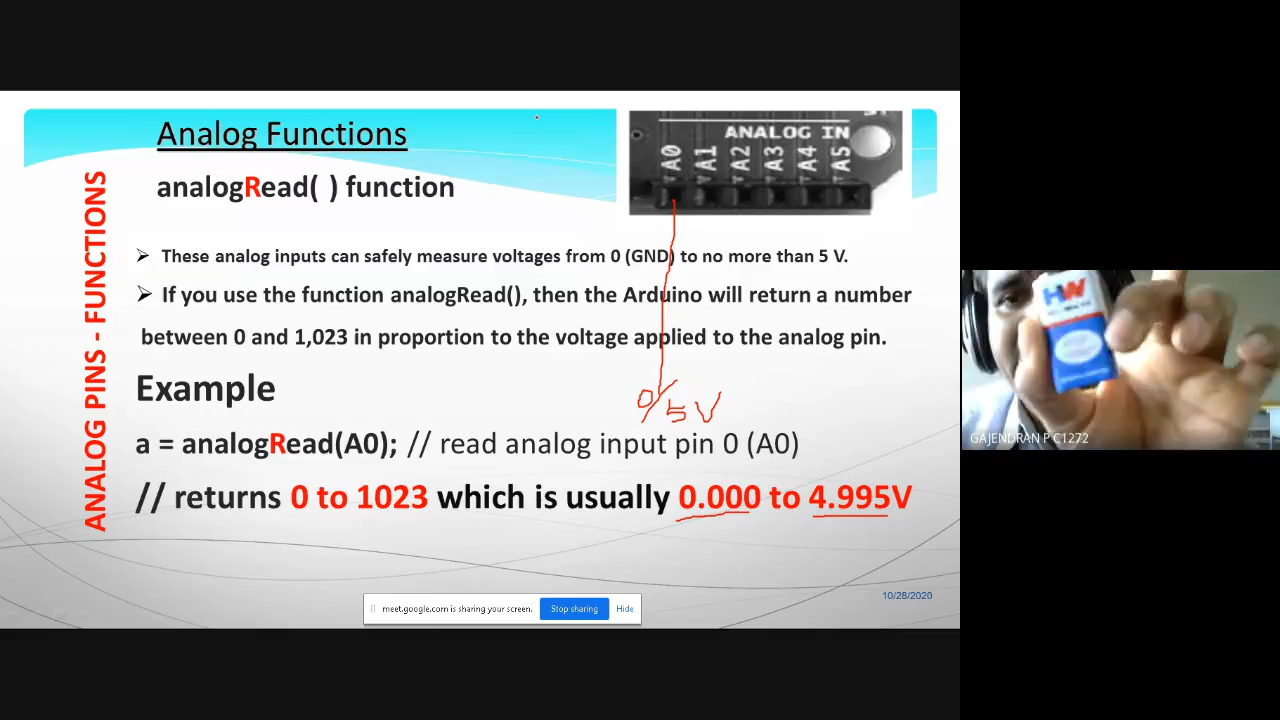 Analog Functions
analogRead( ) function
ANALOG IN
A0 A1 A2 A3 A4 A5
ANALOG PINS - FUNCTIONS
➢ These analog inputs can safely measure voltages from 0 (GND) to no more than 5 V.
➢ If you use the function analogRead(), then the Arduino will return a number
between 0 and 1,023 in proportion to the voltage applied to the analog pin.
Example
0/5V
a = analogRead(A0); // read analog input pin 0 (A0)
// returns 0 to 1023 which is usually 0.000 to 4.995V
10/28/2020
meet.google.com is sharing your screen. Stop sharing Hide
HW
GAJENDRAN P C1272